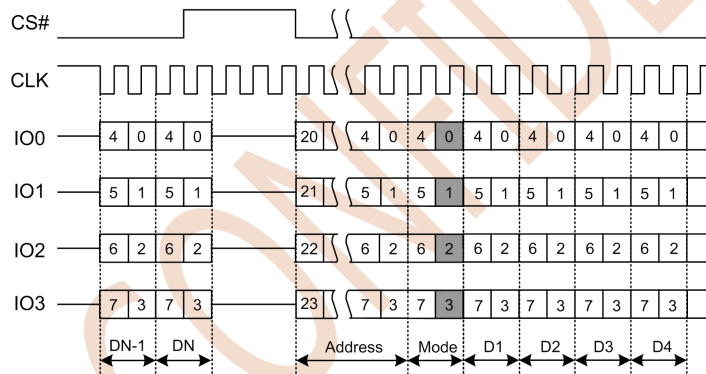 CS#
CLK
IO0 4 0 4 0 20 4 0 4 0 4 0 4 0 4 0 4 0
IO1 5 1 5 1 21 5 1 5 1 5 1 5 1 5 1 5 1
IO2 6 2 6 2 22 6 2 6 2 6 2 6 2 6 2 6 2
IO3 7 3 7 3 23 7 3 7 3 7 3 7 3 7 3 7 3
DN-1 DN Address Mode D1 D2 D3 D4